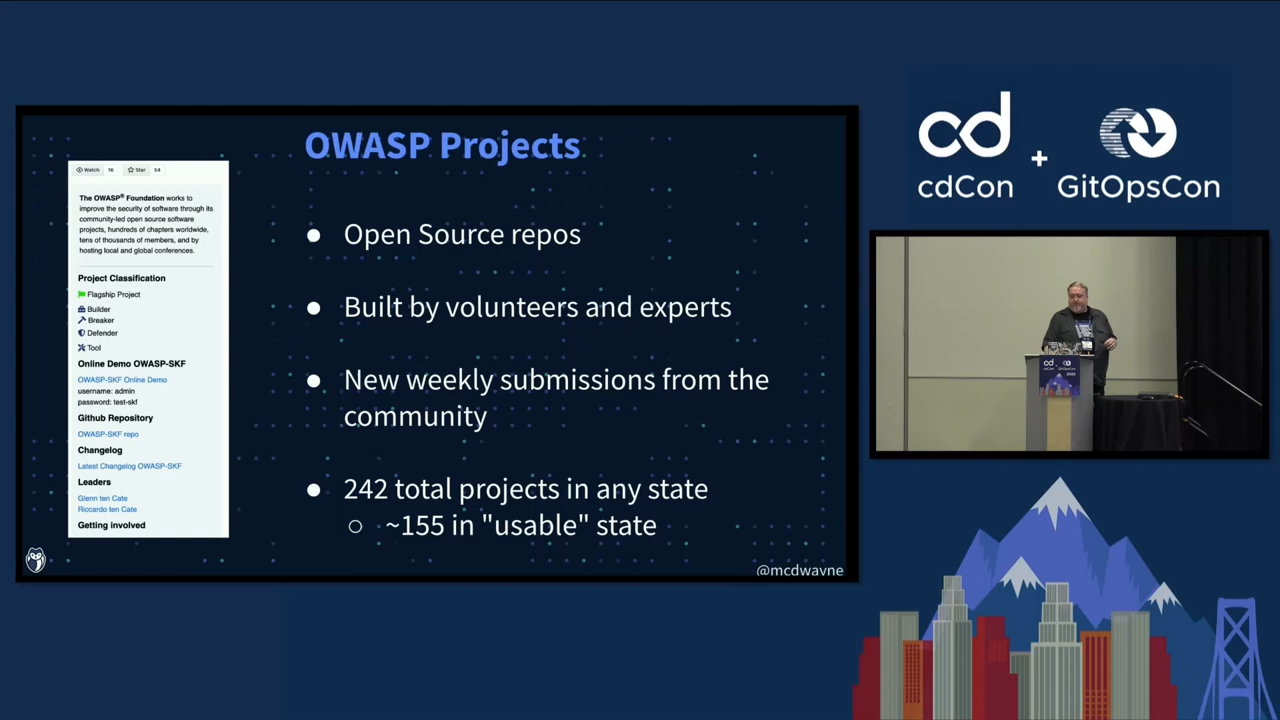 OWASP Projects
Watch 16 Star 54
The OWASP® Foundation works to
improve the security of software through its
community-led open source software
projects, hundreds of chapters worldwide,
tens of thousands of members, and by
hosting local and global conferences.
Project Classification
Flagship Project
Builder
Breaker
Defender
Tool
Online Demo OWASP-SKF
OWASP-SKF Online Demo
username: admin
password: test-skf
Github Repository
OWASP-SKF repo
Changelog
Latest Changelog OWASP-SKF
Leaders
Glenn ten Cate
Riccardo ten Cate
Getting involved
● Open Source repos
● Built by volunteers and experts
● New weekly submissions from the
community
● 242 total projects in any state
○ ~155 in "usable" state
@mcdwayne
cd + 
cdCon GitOpsCon
cd